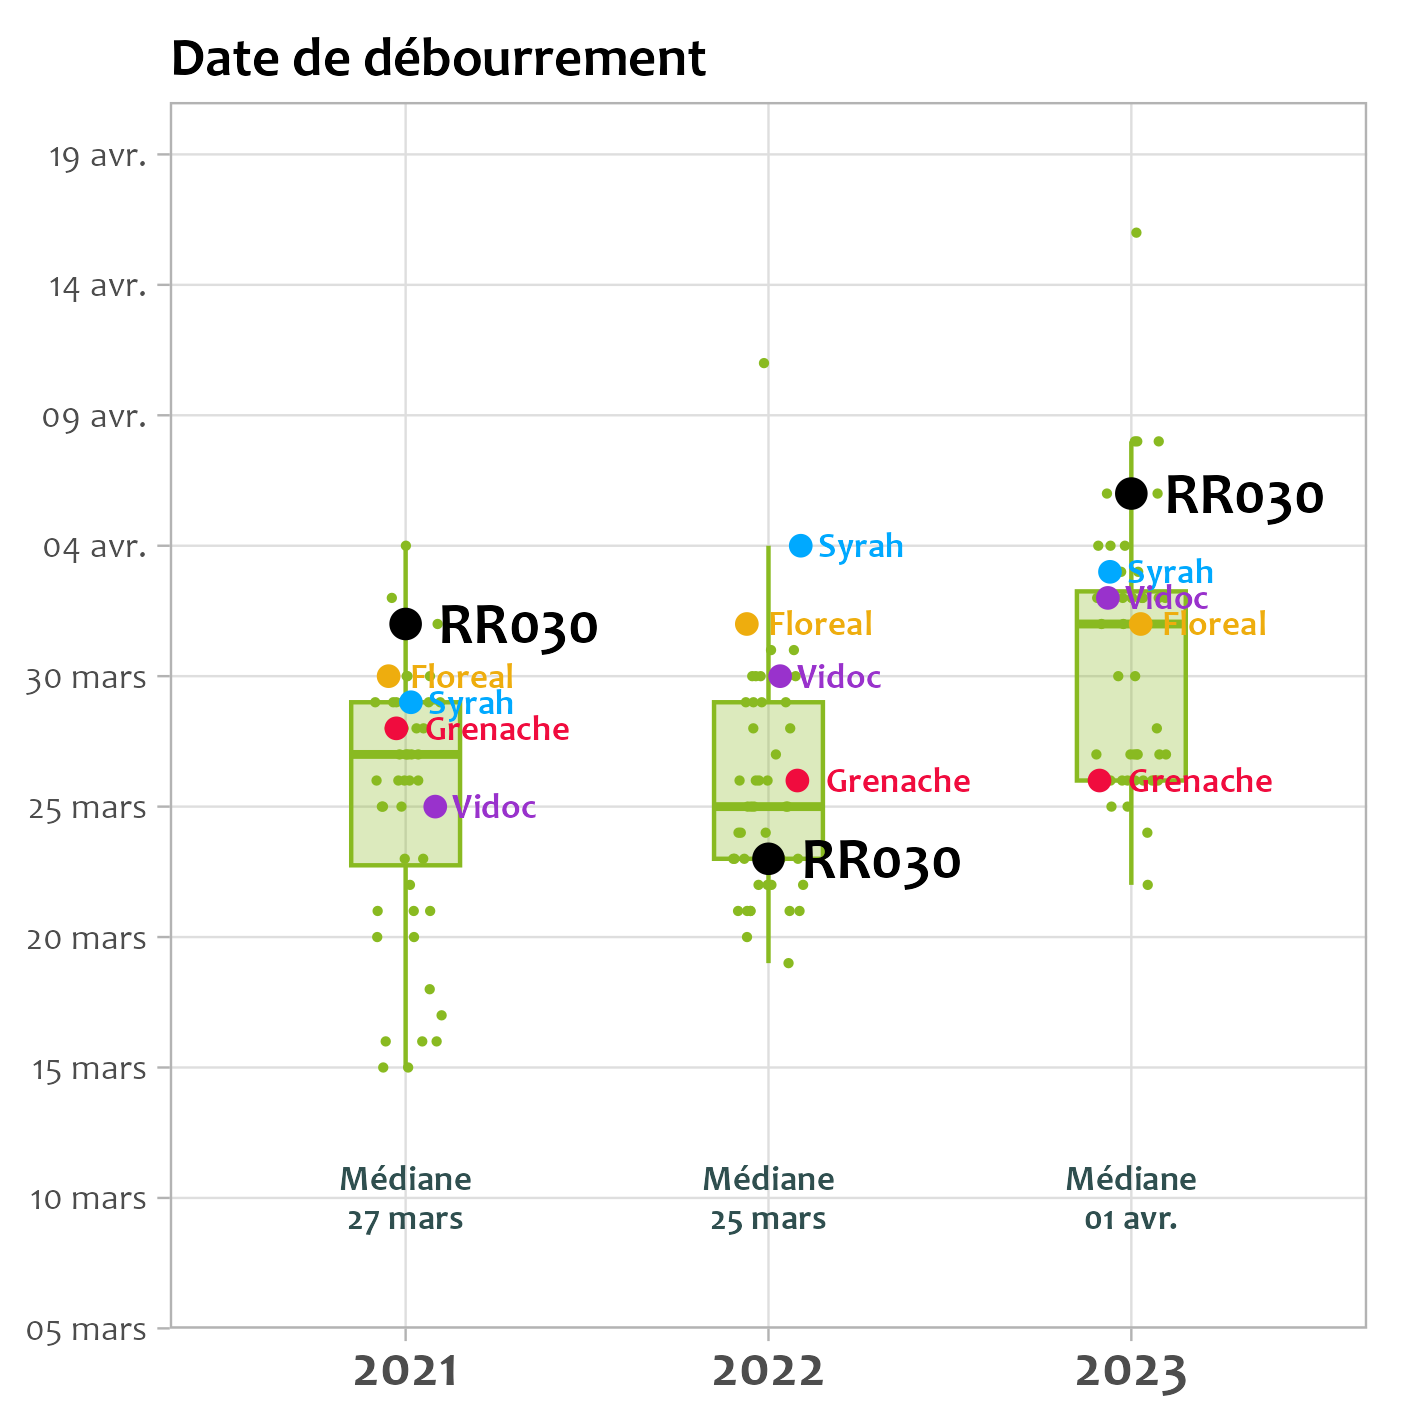 Date de débourrement
19 avr.
14 avr.
09 avr.
04 avr.
30 mars
25 mars
20 mars
15 mars
10 mars
05 mars
RR030
Floreal
Syrah
Grenache
Vidoc
Syrah
Floreal
Vidoc
Grenache
RR030
RR030
Syrah
Vidoc
Floreal
Grenache
Médiane
27 mars
Médiane
25 mars
Médiane
01 avr.
2021
2022
2023